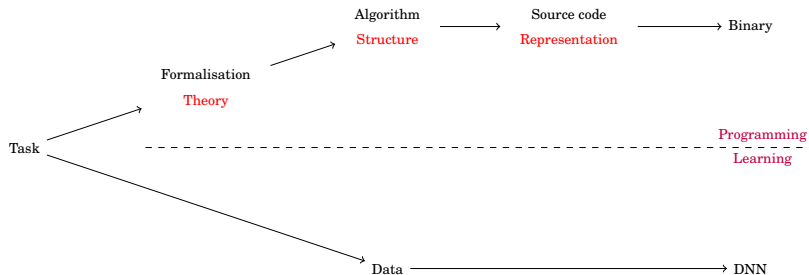 Algorithm
Structure
Source code
Representation
Binary
Formalisation
Theory
Task
Programming
Learning
Data
DNN